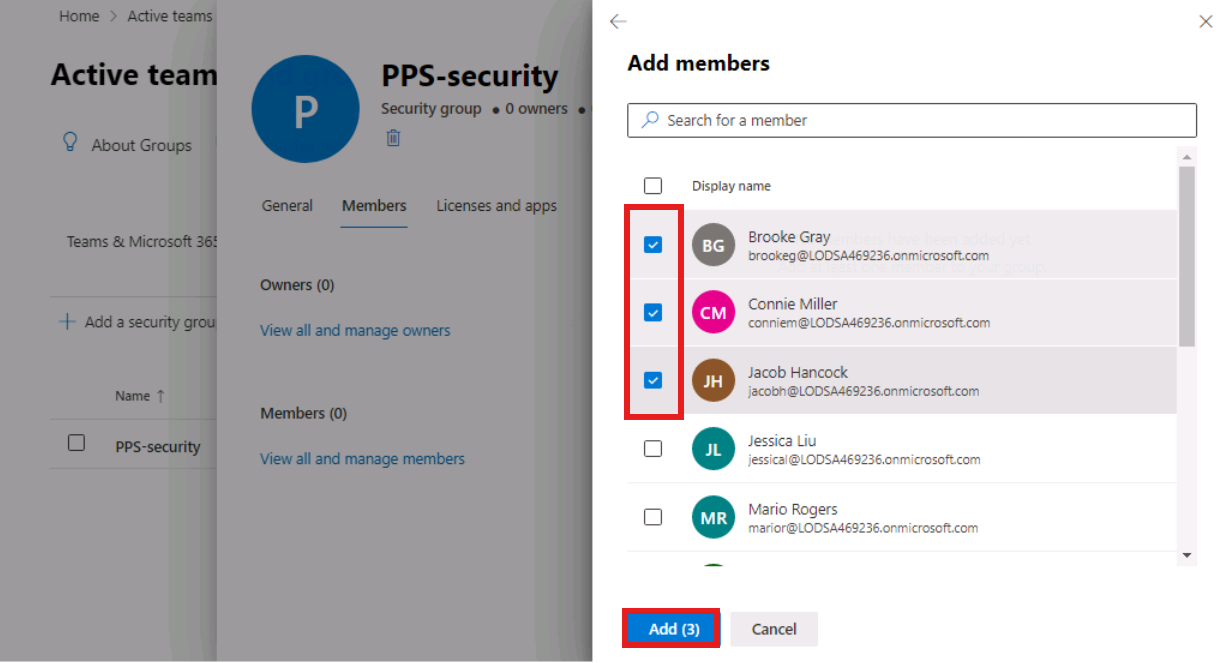 Home > Active teams
Active team
About Groups
Teams & Microsoft 365
Add a security grou
Name ↑
PPS-security
P
PPS-security
Security group ● 0 owners ●
General Members Licenses and apps
Owners (0)
View all and manage owners
Members (0)
View all and manage members
Add members
Search for a member
Display name
BG
Brooke Gray
brookeg@LODSA469236.onmicrosoft.com
CM
Connie Miller
conniem@LODSA469236.onmicrosoft.com
JH
Jacob Hancock
jacobh@LODSA469236.onmicrosoft.com
JL
Jessica Liu
jessical@LODSA469236.onmicrosoft.com
MR
Mario Rogers
marior@LODSA469236.onmicrosoft.com
Add (3) Cancel